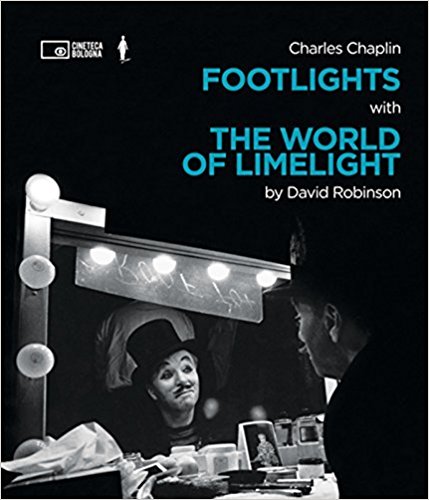 CINETECA
BOLOGNA
Charles Chaplin
FOOTLIGHTS
with
THE WORLD
OF LIMELIGHT
by David Robinson